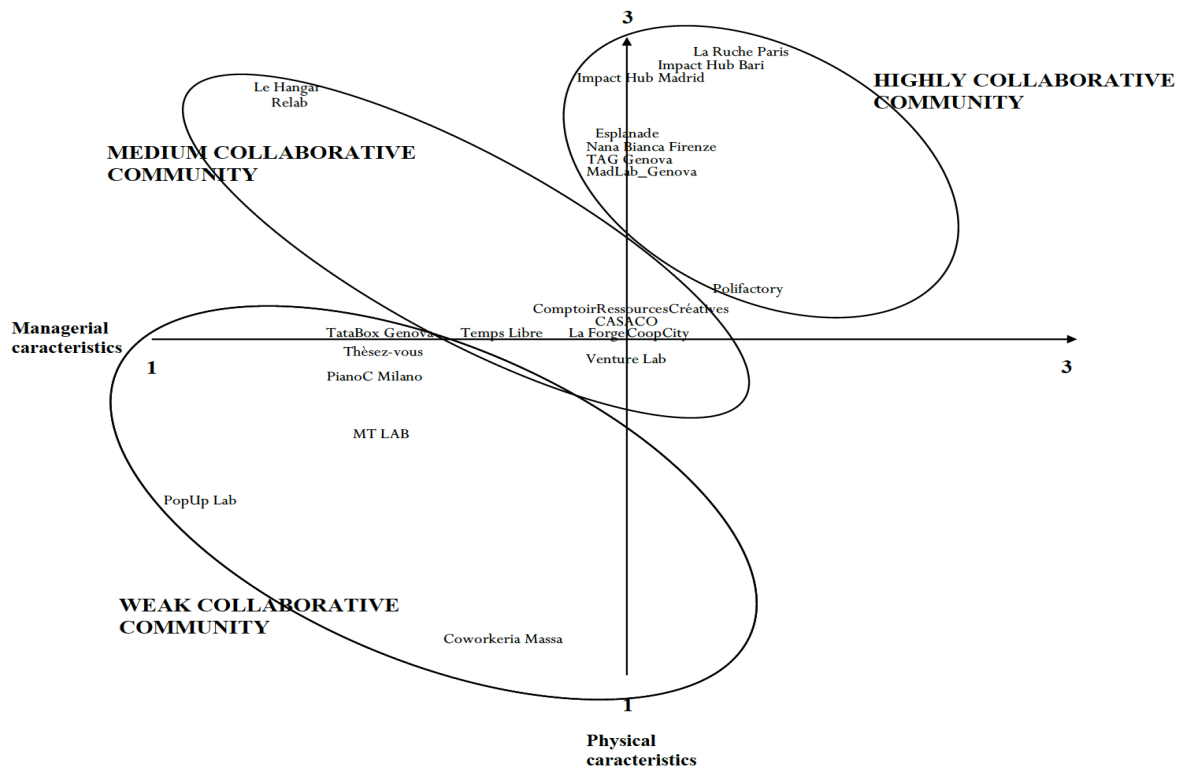 3
La Ruche Paris
Impact Hub Bari
Impact Hub Madrid
HIGHLY COLLABORATIVE
COMMUNITY
Le Hangar
Relab
Esplanade
Nana Bianca Firenze
TAG Genova
MadLab_Genova
MEDIUM COLLABORATIVE
COMMUNITY
Polifactory
ComptoirRessourcesCréatives
CASACO
Managerial
caracteristics
TataBox Genova
Temps Libre
La ForgeCoopCity
Thèsez-vous
Venture Lab
1
3
PianoC Milano
MT LAB
PopUp Lab
WEAK COLLABORATIVE
COMMUNITY
Coworkeria Massa
1
Physical
caracteristics